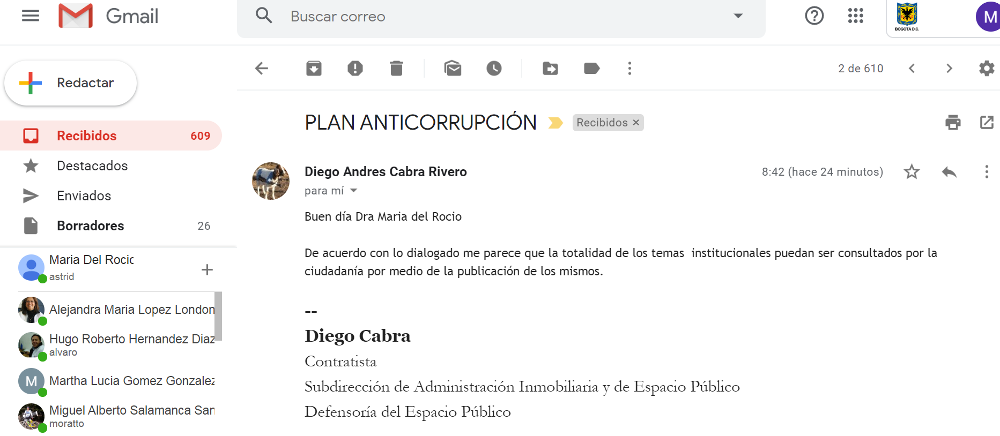 Gmail
Buscar correo
BOGOTÁ D.C.
M
Redactar
2 de 610
PLAN ANTICORRUPCIÓN
Recibidos ×
Recibidos 609
Destacados
Enviados
Borradores 26
Diego Andres Cabra Rivero
8:42 (hace 24 minutos)
para mí
Buen día Dra Maria del Rocio
De acuerdo con lo dialogado me parece que la totalidad de los temas  institucionales puedan ser consultados por la
ciudadanía por medio de la publicación de los mismos.
--
Diego Cabra
Contratista
Subdirección de Administración Inmobiliaria y de Espacio Público
Defensoría del Espacio Público
Maria Del Rocio
astrid
Alejandra Maria Lopez London
Hugo Roberto Hernandez Diaz
alvaro
M
Martha Lucia Gomez Gonzalez
Miguel Alberto Salamanca San
moratto